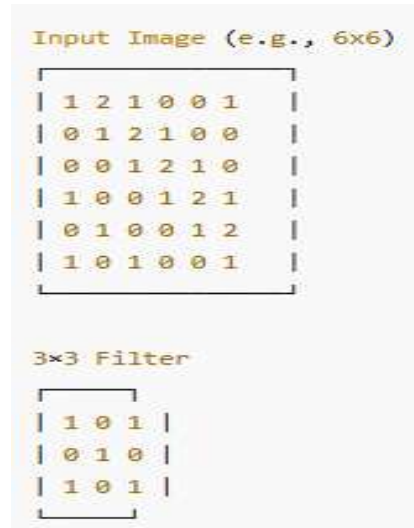 Input Image (e.g., 6x6)
| 1 2 1 0 0 1 |
| 0 1 2 1 0 0 |
| 0 0 1 2 1 0 |
| 1 0 0 1 2 1 |
| 0 1 0 0 1 2 |
| 1 0 1 0 0 1 |
3×3 Filter
| 1 0 1 |
| 0 1 0 |
| 1 0 1 |